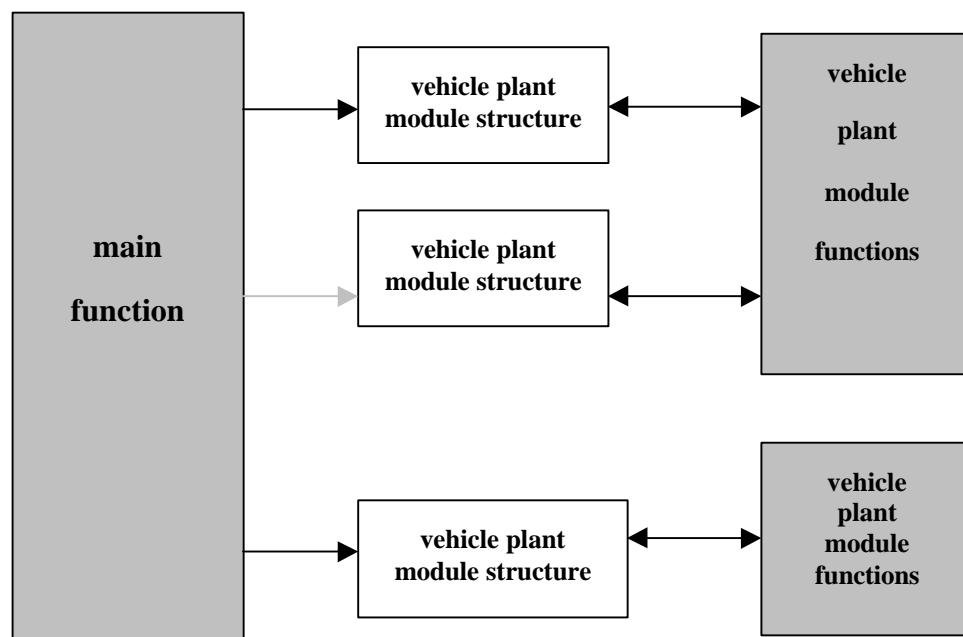 main
function
vehicle plant
module structure
vehicle plant
module structure
vehicle plant
module structure
vehicle
plant
module
functions
vehicle
plant
module
functions